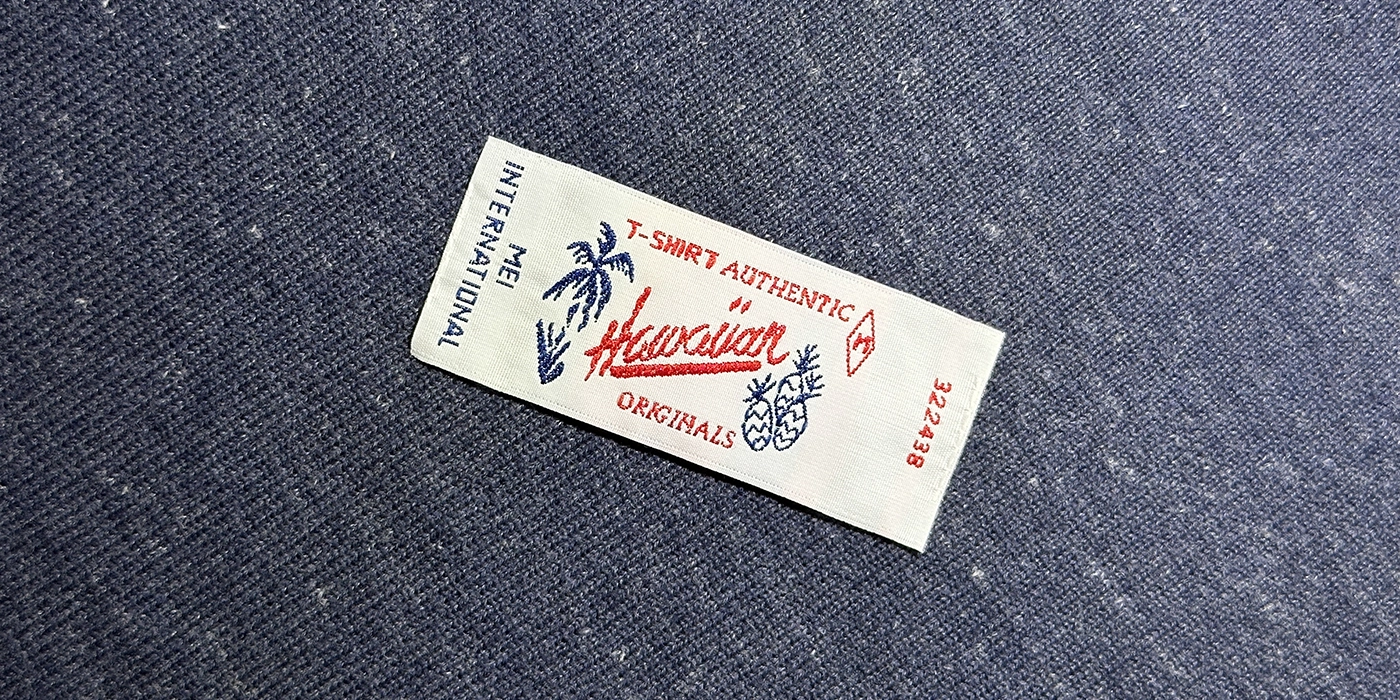 MEI
INTERNATIONAL
T-SHIRT AUTHENTIC
Hawaiian
ORIGINALS
322438